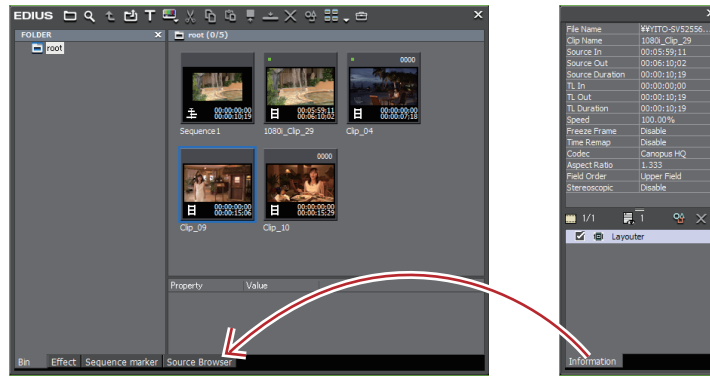 EDIUS
FOLDER
root
root (0/5)
00:00:00:00
00:00:10;19
Sequence1
00:05:59;11
00:06:10;02
1080i_Clip_29
0000
00:00:00:00
00:00:07;18
Clip_04
00:00:00:00
00:00:15;06
Clip_09
0000
00:00:00:00
00:00:15;29
Clip_10
Property Value
Bin Effect Sequence marker Source Browser
File Name ¥¥YITO-SV52556...
Clip Name 1080i_Clip_29
Source In 00:05:59;11
Source Out 00:06:10;02
Source Duration 00:00:10;19
TL In 00:00:00;00
TL Out 00:00:10;19
TL Duration 00:00:10;19
Speed 100.00%
Freeze Frame Disable
Time Remap Disable
Codec Canopus HQ
Aspect Ratio 1.333
Field Order Upper Field
Stereoscopic Disable
1/1 1
Layouter
Information